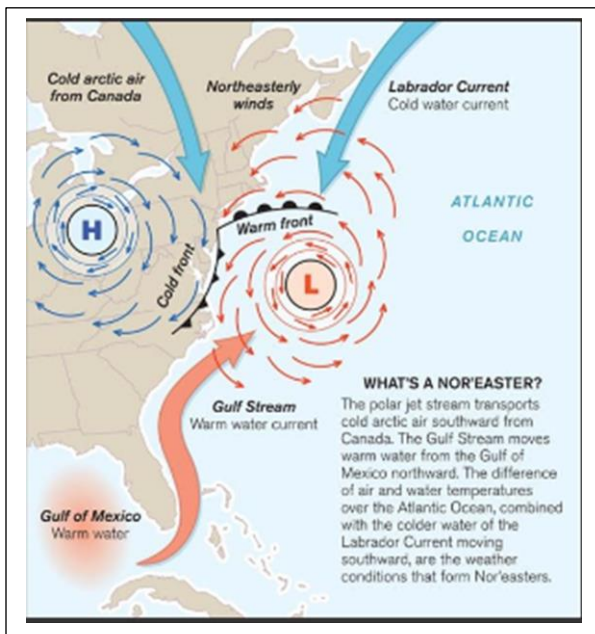 Cold arctic air
from Canada
Northeasterly
winds
Labrador Current
Cold water current
ATLANTIC
OCEAN
H
Warm front
Cold front
L
Gulf Stream
Warm water current
Gulf of Mexico
Warm water
WHAT'S A NOR'EASTER?
The polar jet stream transports
cold arctic air southward from
Canada. The Gulf Stream moves
warm water from the Gulf of
Mexico northward. The difference
of air and water temperatures
over the Atlantic Ocean, combined
with the colder water of the
Labrador Current moving
southward, are the weather
conditions that form Nor'easters.